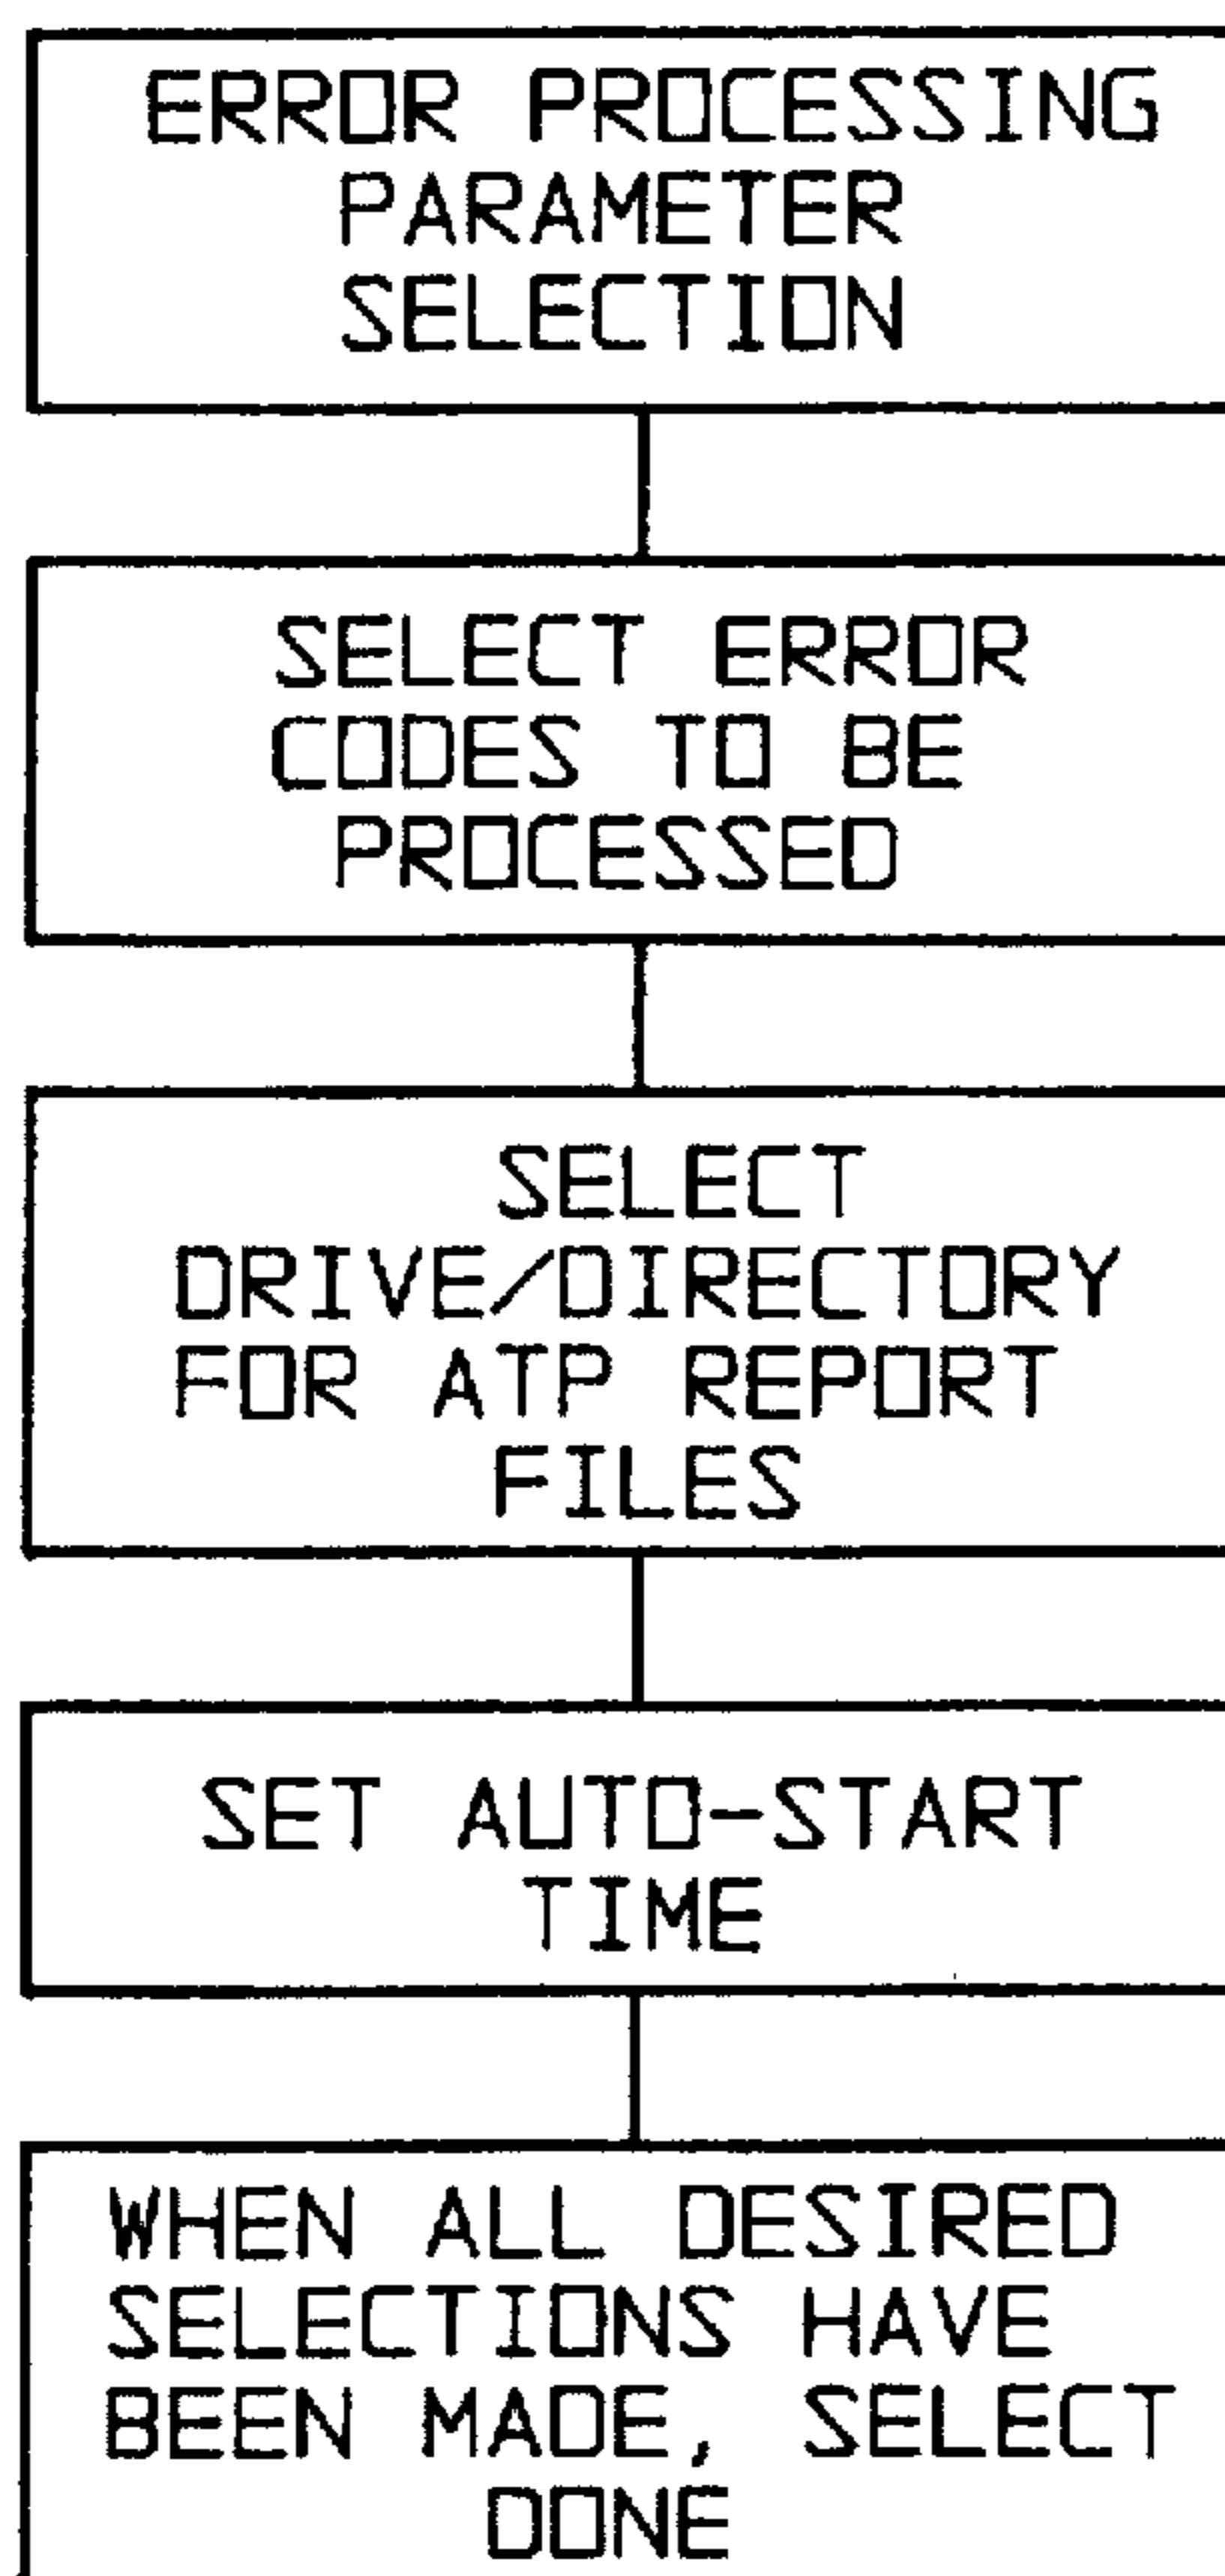 ERROR PROCESSING
PARAMETER
SELECTION
SELECT ERROR
CODES TO BE
PROCESSED
SELECT
DRIVE/DIRECTORY
FOR ATP REPORT
FILES
SET AUTO-START
TIME
WHEN ALL DESIRED
SELECTIONS HAVE
BEEN MADE, SELECT
DONE